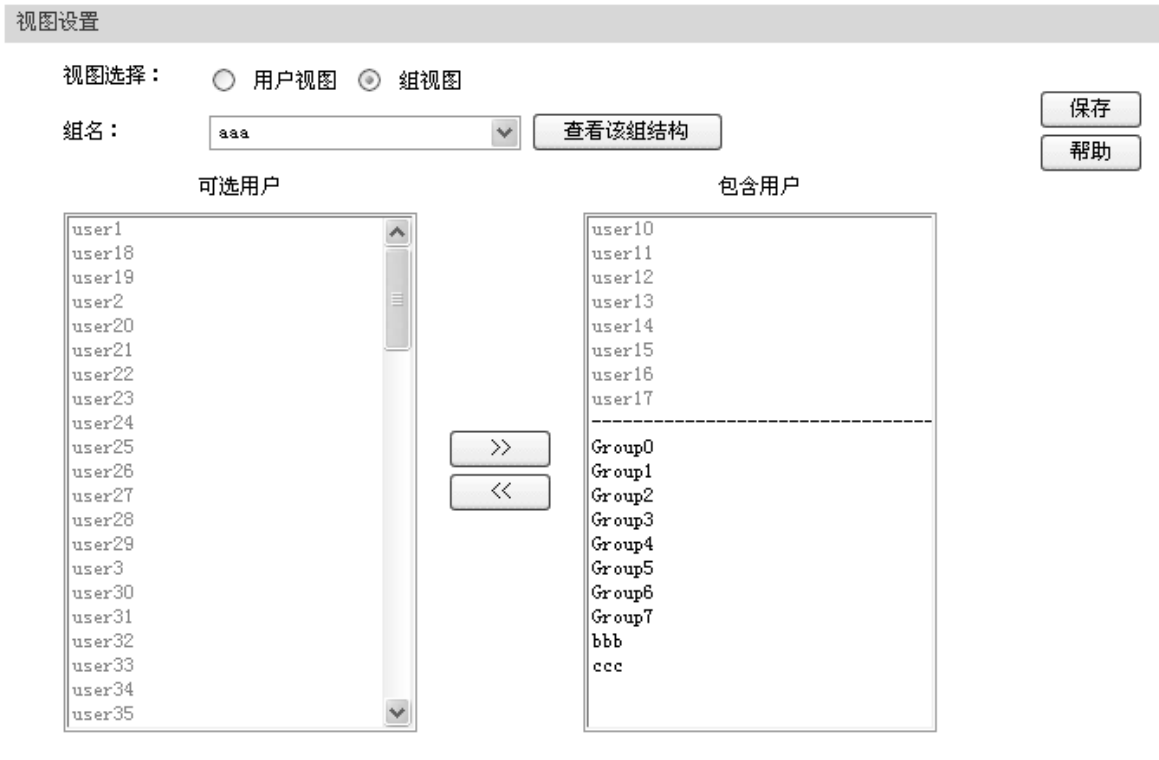 视图设置
视图选择： 用户视图 组视图
保存
组名： aaa 查看该组结构
帮助
可选用户 包含用户
user1
user18
user19
user2
user20
user21
user22
user23
user24
user25
user26
user27
user28
user29
user3
user30
user31
user32
user33
user34
user35
>>
<<
user10
user11
user12
user13
user14
user15
user16
user17
---------------------------------
Group0
Group1
Group2
Group3
Group4
Group5
Group6
Group7
bbb
ccc